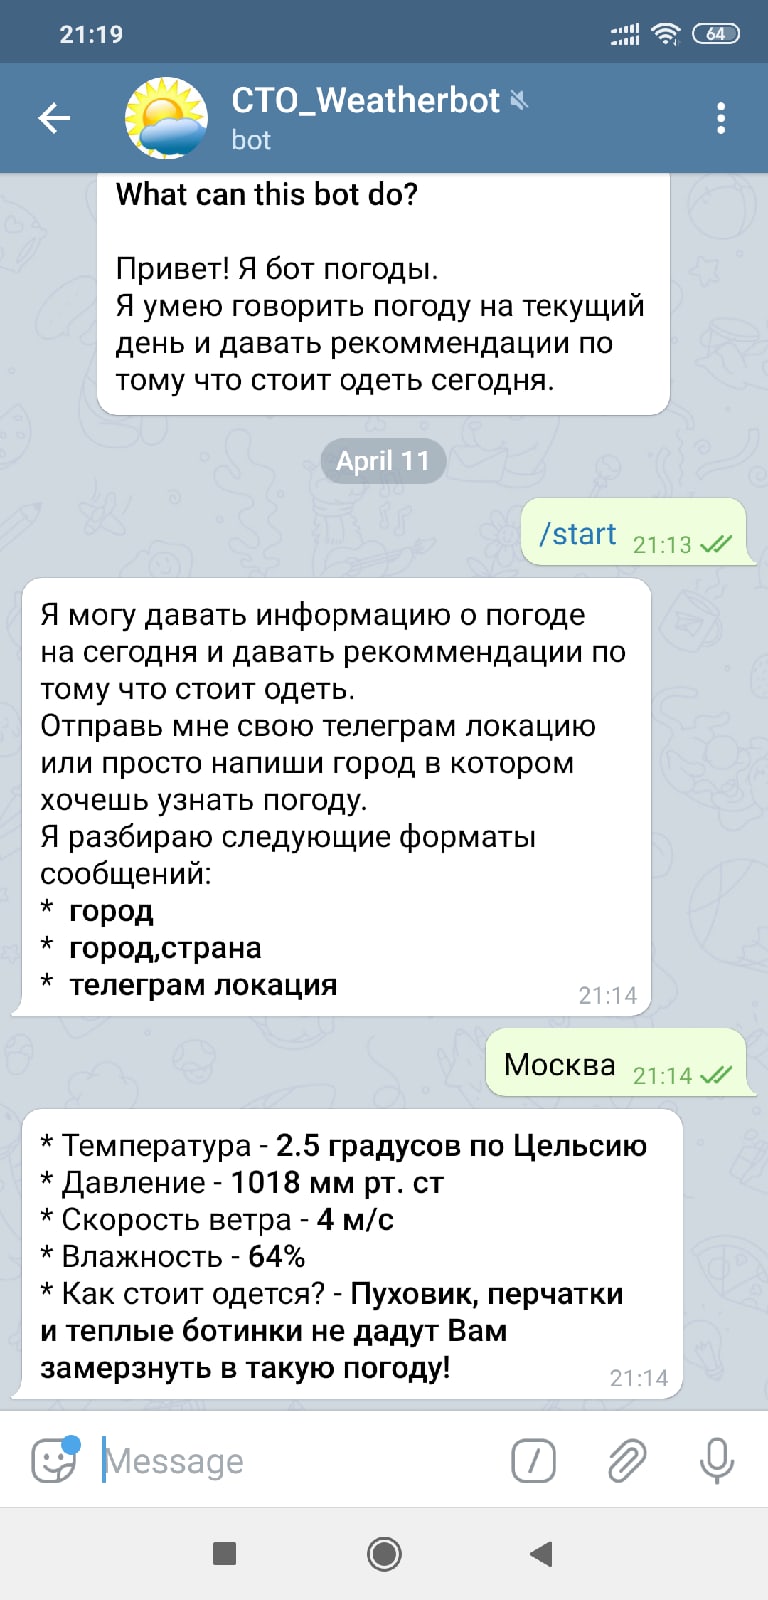 21:19
64
CTO_Weatherbot
bot
What can this bot do?
Привет! Я бот погоды.
Я умею говорить погоду на текущий
день и давать рекоммендации по
тому что стоит одеть сегодня.
April 11
/start 21:13
Я могу давать информацию о погоде
на сегодня и давать рекоммендации по
тому что стоит одеть.
Отправь мне свою телеграм локацию
или просто напиши город в котором
хочешь узнать погоду.
Я разбираю следующие форматы
сообщений:
* город
* город,страна
* телеграм локация
21:14
Москва 21:14
* Температура - 2.5 градусов по Цельсию
* Давление - 1018 мм рт. ст
* Скорость ветра - 4 м/с
* Влажность - 64%
* Как стоит одется? - Пуховик, перчатки
и теплые ботинки не дадут Вам
замерзнуть в такую погоду!
21:14
Message